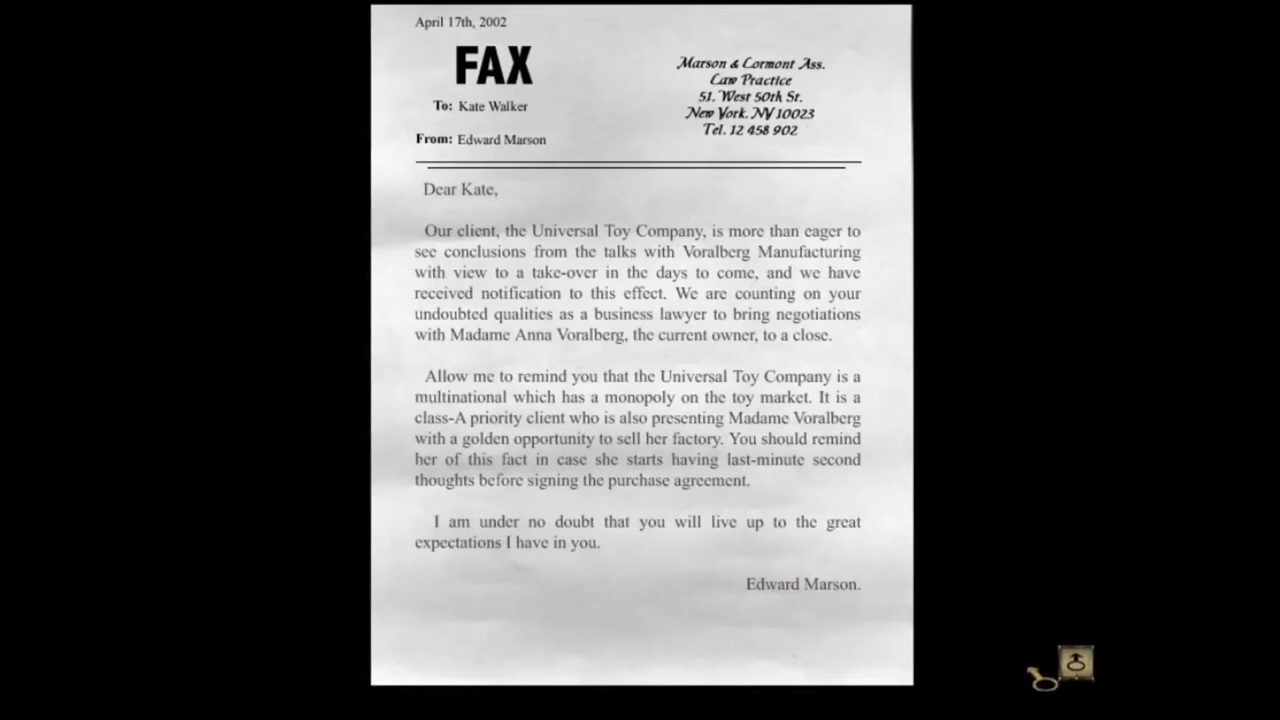 April 17th, 2002
FAX
To: Kate Walker
From: Edward Marson
Marson & Lormont Ass.
Law Practice
51. West 50th St.
New York. NY 10023
Tel. 12 458 902
Dear Kate,
Our client, the Universal Toy Company, is more than eager to
see conclusions from the talks with Voralberg Manufacturing
with view to a take-over in the days to come, and we have
received notification to this effect. We are counting on your
undoubted qualities as a business lawyer to bring negotiations
with Madame Anna Voralberg, the current owner, to a close.
Allow me to remind you that the Universal Toy Company is a
multinational which has a monopoly on the toy market. It is a
class-A priority client who is also presenting Madame Voralberg
with a golden opportunity to sell her factory. You should remind
her of this fact in case she starts having last-minute second
thoughts before signing the purchase agreement.
I am under no doubt that you will live up to the great
expectations I have in you.
Edward Marson.